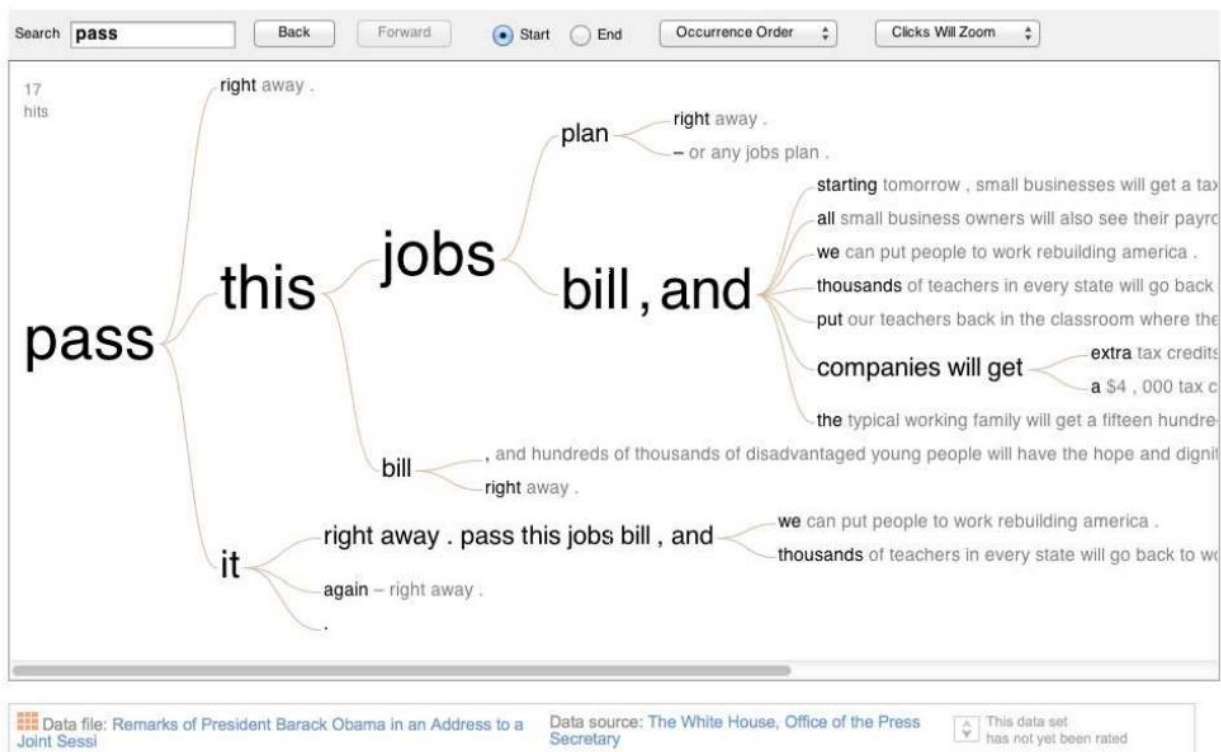 Search pass Back Forward Start End Occurrence Order Clicks Will Zoom
17
hits
right away .
plan
right away .
– or any jobs plan .
starting tomorrow , small businesses will get a tax
all small business owners will also see their payro
we can put people to work rebuilding america .
thousands of teachers in every state will go back
put our teachers back in the classroom where the
companies will get
extra tax credits
a $4 , 000 tax c
the typical working family will get a fifteen hundre
jobs
bill , and
this
pass
bill
, and hundreds of thousands of disadvantaged young people will have the hope and dignit
right away .
it
right away . pass this jobs bill , and
we can put people to work rebuilding america .
thousands of teachers in every state will go back to wo
again – right away .
.
Data file: Remarks of President Barack Obama in an Address to a
Joint Sessi
Data source: The White House, Office of the Press
Secretary
This data set
has not yet been rated